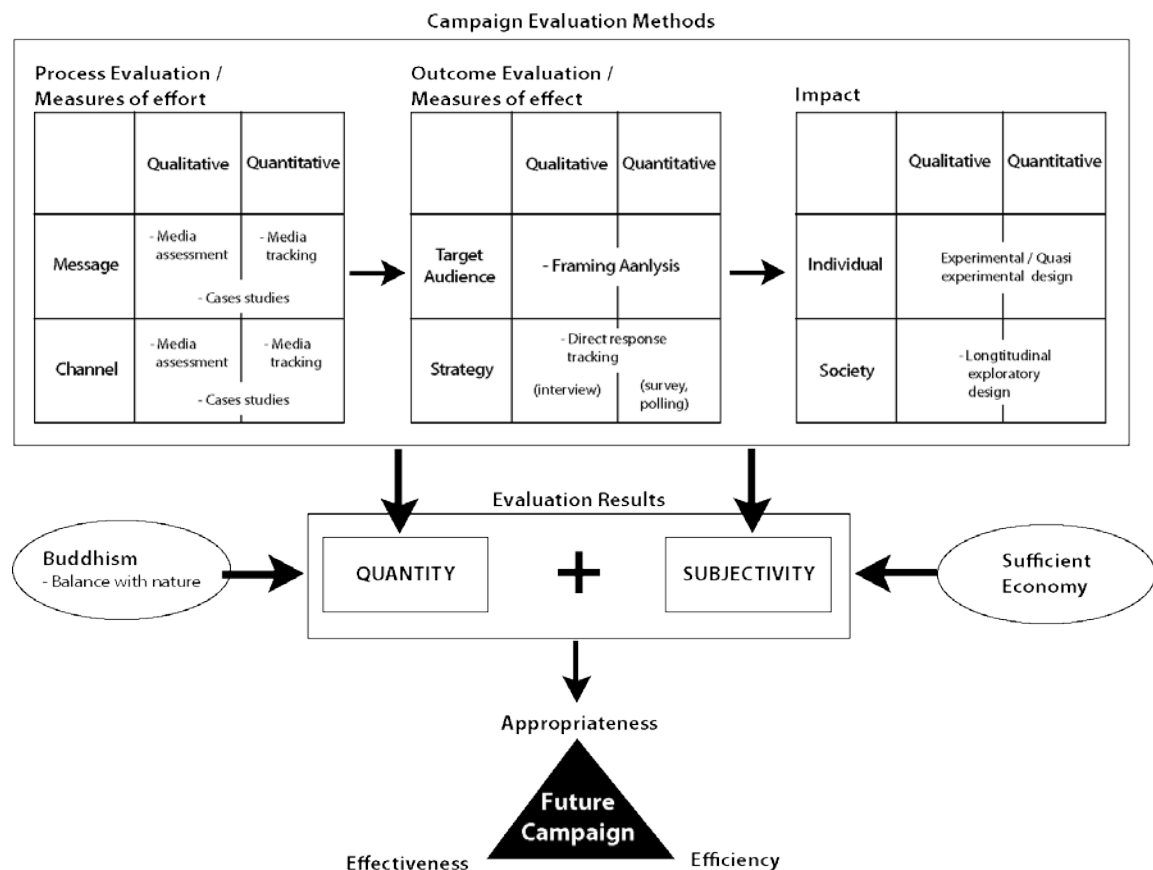 Campaign Evaluation Methods
Process Evaluation /
Measures of effort
Qualitative
Quantitative
Message
- Media
assessment
- Media
tracking
- Cases studies
Channel
- Media
assessment
- Media
tracking
- Cases studies
Outcome Evaluation /
Measures of effect
Qualitative
Quantitative
Target
Audience
- Framing Aanlysis
Strategy
- Direct response
tracking
(interview)
(survey,
polling)
Impact
Qualitative
Quantitative
Individual
Experimental / Quasi
experimental design
Society
- Longtitudinal
exploratory
design
Evaluation Results
Buddhism
- Balance with nature
QUANTITY
+
SUBJECTIVITY
Sufficient
Economy
Appropriateness
Future
Campaign
Effectiveness
Efficiency